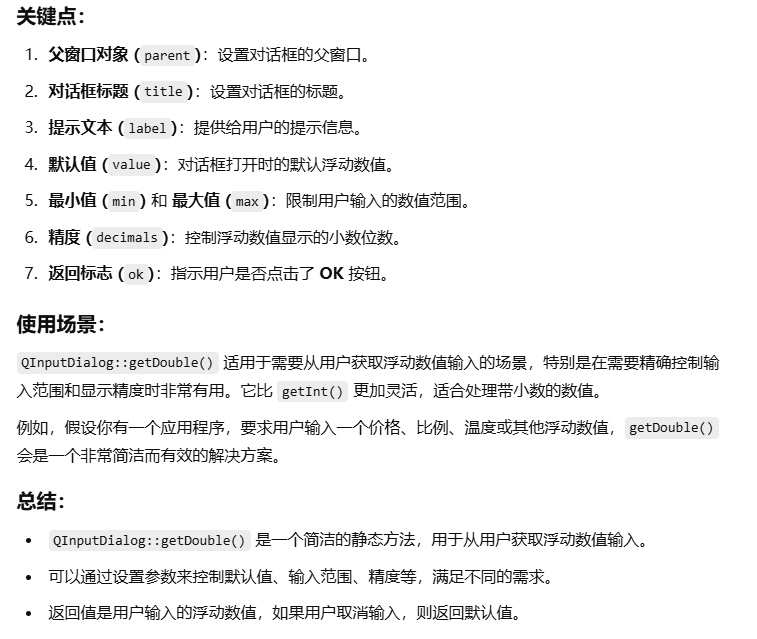 关键点：
1. 父窗口对象 (parent)：设置对话框的父窗口。
2. 对话框标题 (title)：设置对话框的标题。
3. 提示文本 (label)：提供给用户的提示信息。
4. 默认值 (value)：对话框打开时的默认浮动数值。
5. 最小值 (min) 和 最大值 (max)：限制用户输入的数值范围。
6. 精度 (decimals)：控制浮动数值显示的小数位数。
7. 返回标志 (ok)：指示用户是否点击了 OK 按钮。
使用场景：
QInputDialog::getDouble() 适用于需要从用户获取浮动数值输入的场景，特别是在需要精确控制输
入范围和显示精度时非常有用。它比 getInt() 更加灵活，适合处理带小数的数值。
例如，假设你有一个应用程序，要求用户输入一个价格、比例、温度或其他浮动数值，getDouble()
会是一个非常简洁而有效的解决方案。
总结：
• QInputDialog::getDouble() 是一个简洁的静态方法，用于从用户获取浮动数值输入。
• 可以通过设置参数来控制默认值、输入范围、精度等，满足不同的需求。
• 返回值是用户输入的浮动数值，如果用户取消输入，则返回默认值。